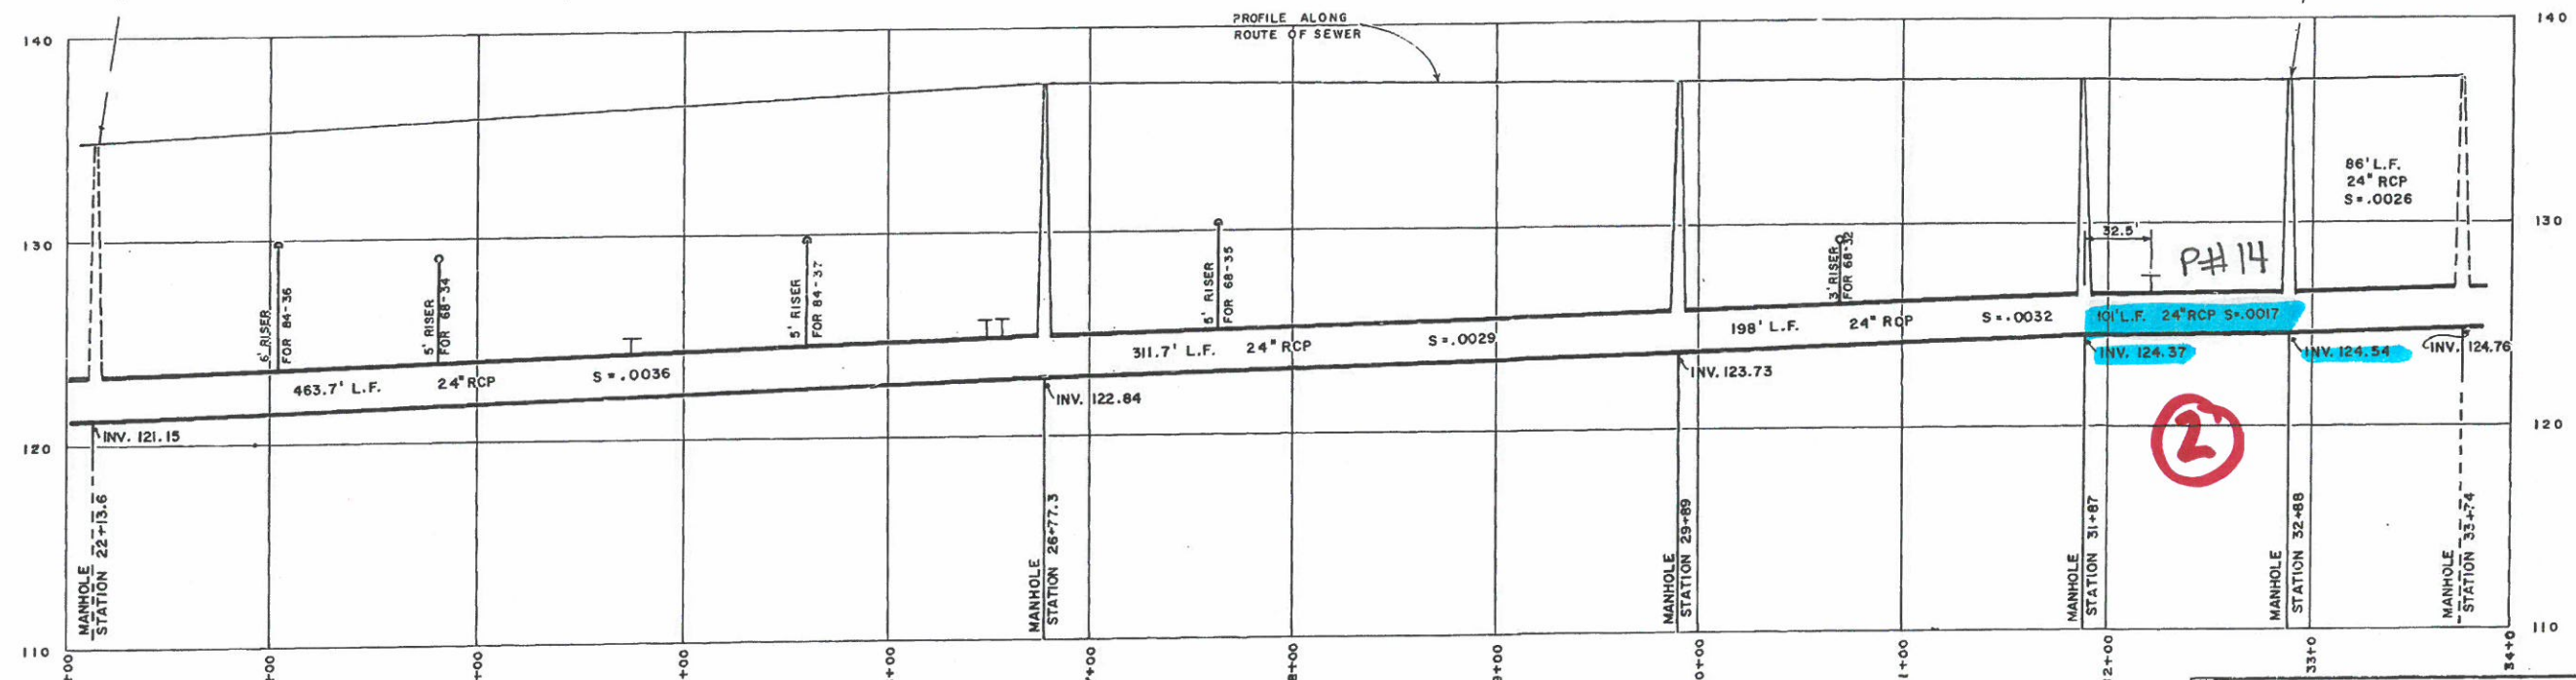 PROFILE ALONG
ROUTE OF SEWER
140
140
130
130
120
120
110
110
6' RISER
FOR 84-36
5' RISER
FOR 68-34
5' RISER
FOR 84-37
5' RISER
FOR 68-35
3' RISER
FOR 68-32
32.5'
P#14
86' L.F.
24" RCP
S=.0026
463.7' L.F. 24" RCP S=.0036
311.7' L.F. 24" RCP S=.0029
198' L.F. 24" RCP S=.0032
101' L.F. 24" RCP S=.0017
INV. 121.15
INV. 122.84
INV. 123.73
INV. 124.37
INV. 124.54
INV. 124.76
2
MANHOLE
STATION 22+13.6
MANHOLE
STATION 26+77.3
MANHOLE
STATION 29+89
MANHOLE
STATION 31+87
MANHOLE
STATION 32+88
MANHOLE
STATION 33+74
33+0
34+0